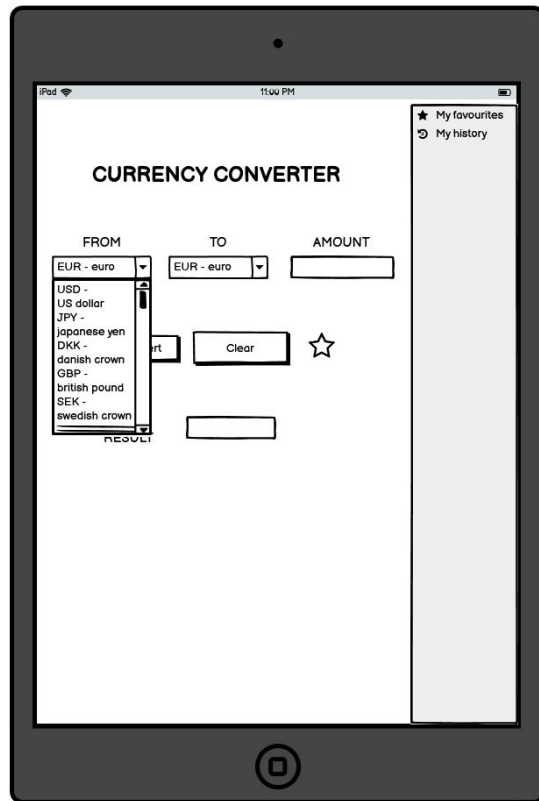 iPad 11:00 PM
My favourites
My history
CURRENCY CONVERTER
FROM TO AMOUNT
EUR - euro EUR - euro
USD -
US dollar
JPY -
japanese yen
DKK -
danish crown
GBP -
british pound
SEK -
swedish crown
Clear
RESULT